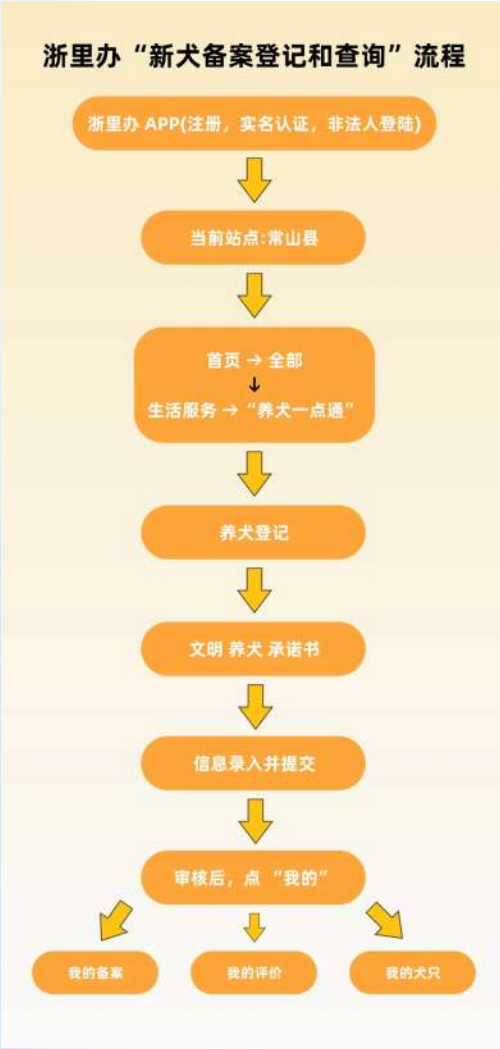 浙里办“新犬备案登记和查询”流程
浙里办 APP(注册，实名认证，非法人登陆)
当前站点:常山县
首页 → 全部
↓
生活服务 → “养犬一点通”
养犬登记
文明 养犬 承诺书
信息录入并提交
审核后，点 “我的”
我的备案
我的评价
我的犬只